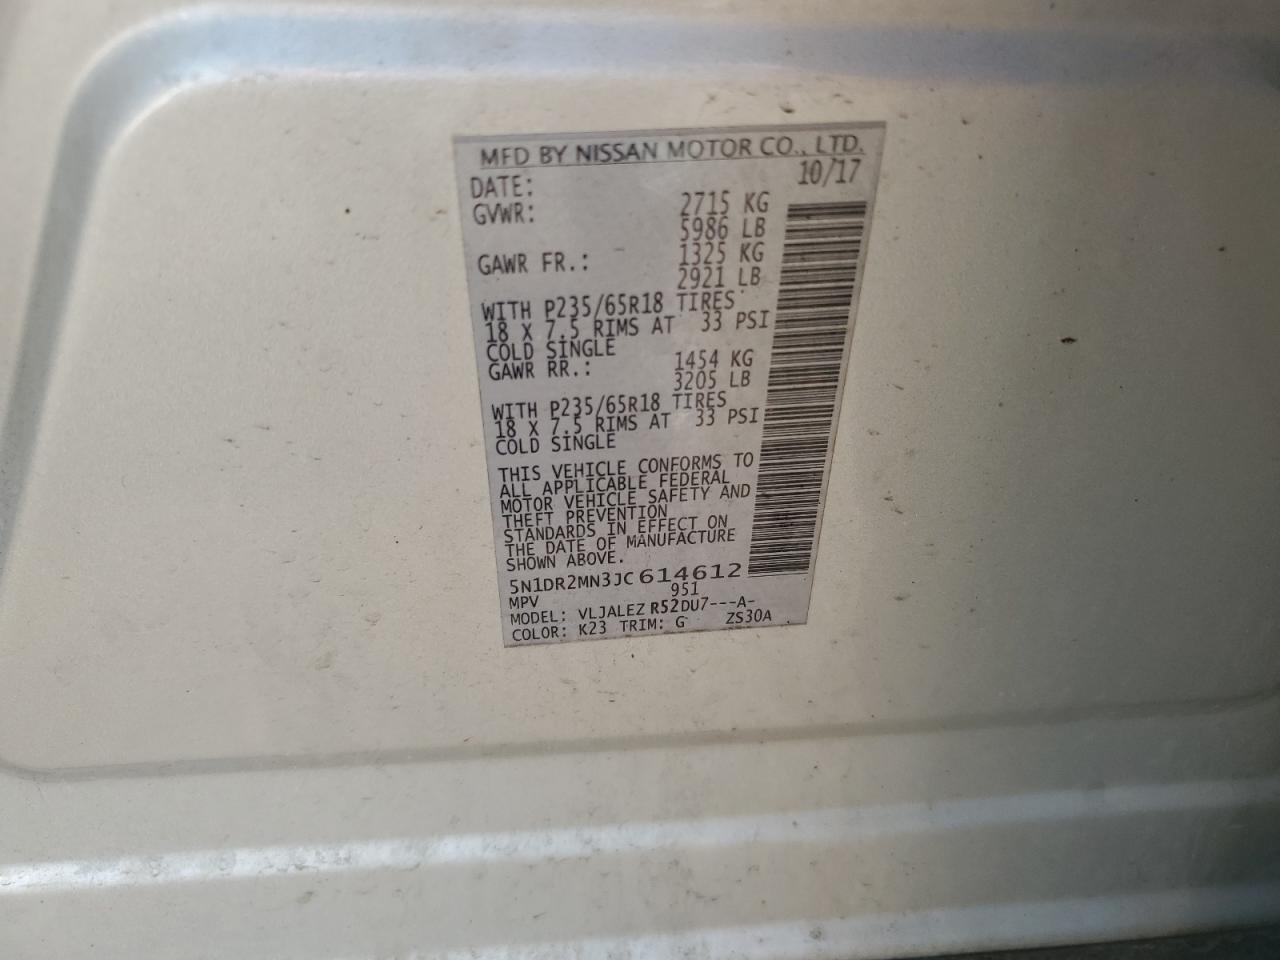 MFD BY NISSAN MOTOR CO., LTD.
DATE: 10/17
GVWR: 2715 KG
5986 LB
GAWR FR.: 1325 KG
2921 LB
WITH P235/65R18 TIRES
18 X 7.5 RIMS AT 33 PSI
COLD SINGLE
GAWR RR.: 1454 KG
3205 LB
WITH P235/65R18 TIRES
18 X 7.5 RIMS AT 33 PSI
COLD SINGLE
THIS VEHICLE CONFORMS TO
ALL APPLICABLE FEDERAL
MOTOR VEHICLE SAFETY AND
THEFT PREVENTION
STANDARDS IN EFFECT ON
THE DATE OF MANUFACTURE
SHOWN ABOVE.
5N1DR2MN3JC614612
MPV 951
MODEL: VLJALEZ R52DU7---A-
COLOR: K23 TRIM: G ZS30A